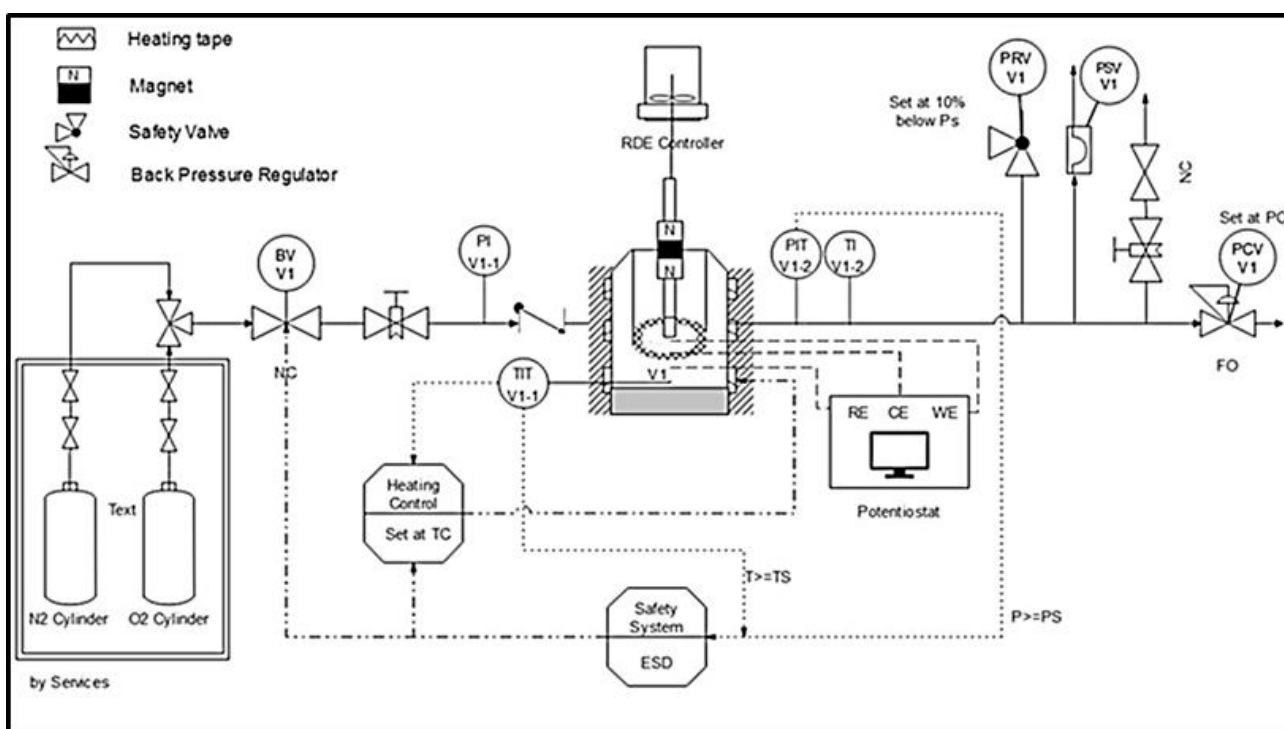 N
Heating tape
Magnet
Safety Valve
Back Pressure Regulator
RDE Controller
PRV
V1
PSV
V1
Set at 10%
below Ps
NC
Set at PC
PCV
V1
FO
BV
V1
NC
PI
V1-1
N
N
PIT
V1-2
TI
V1-2
TIT
V1-1
V1
RE CE WE
Potentiostat
Heating
Control
Set at TC
Text
N2 Cylinder
O2 Cylinder
by Services
T>=TS
P>=PS
Safety
System
ESD